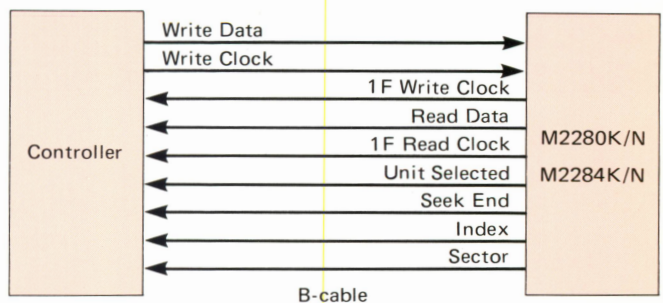 Write Data
Write Clock
1F Write Clock
Read Data
1F Read Clock
Unit Selected
Seek End
Index
Sector
Controller
M2280K/N
M2284K/N
B-cable